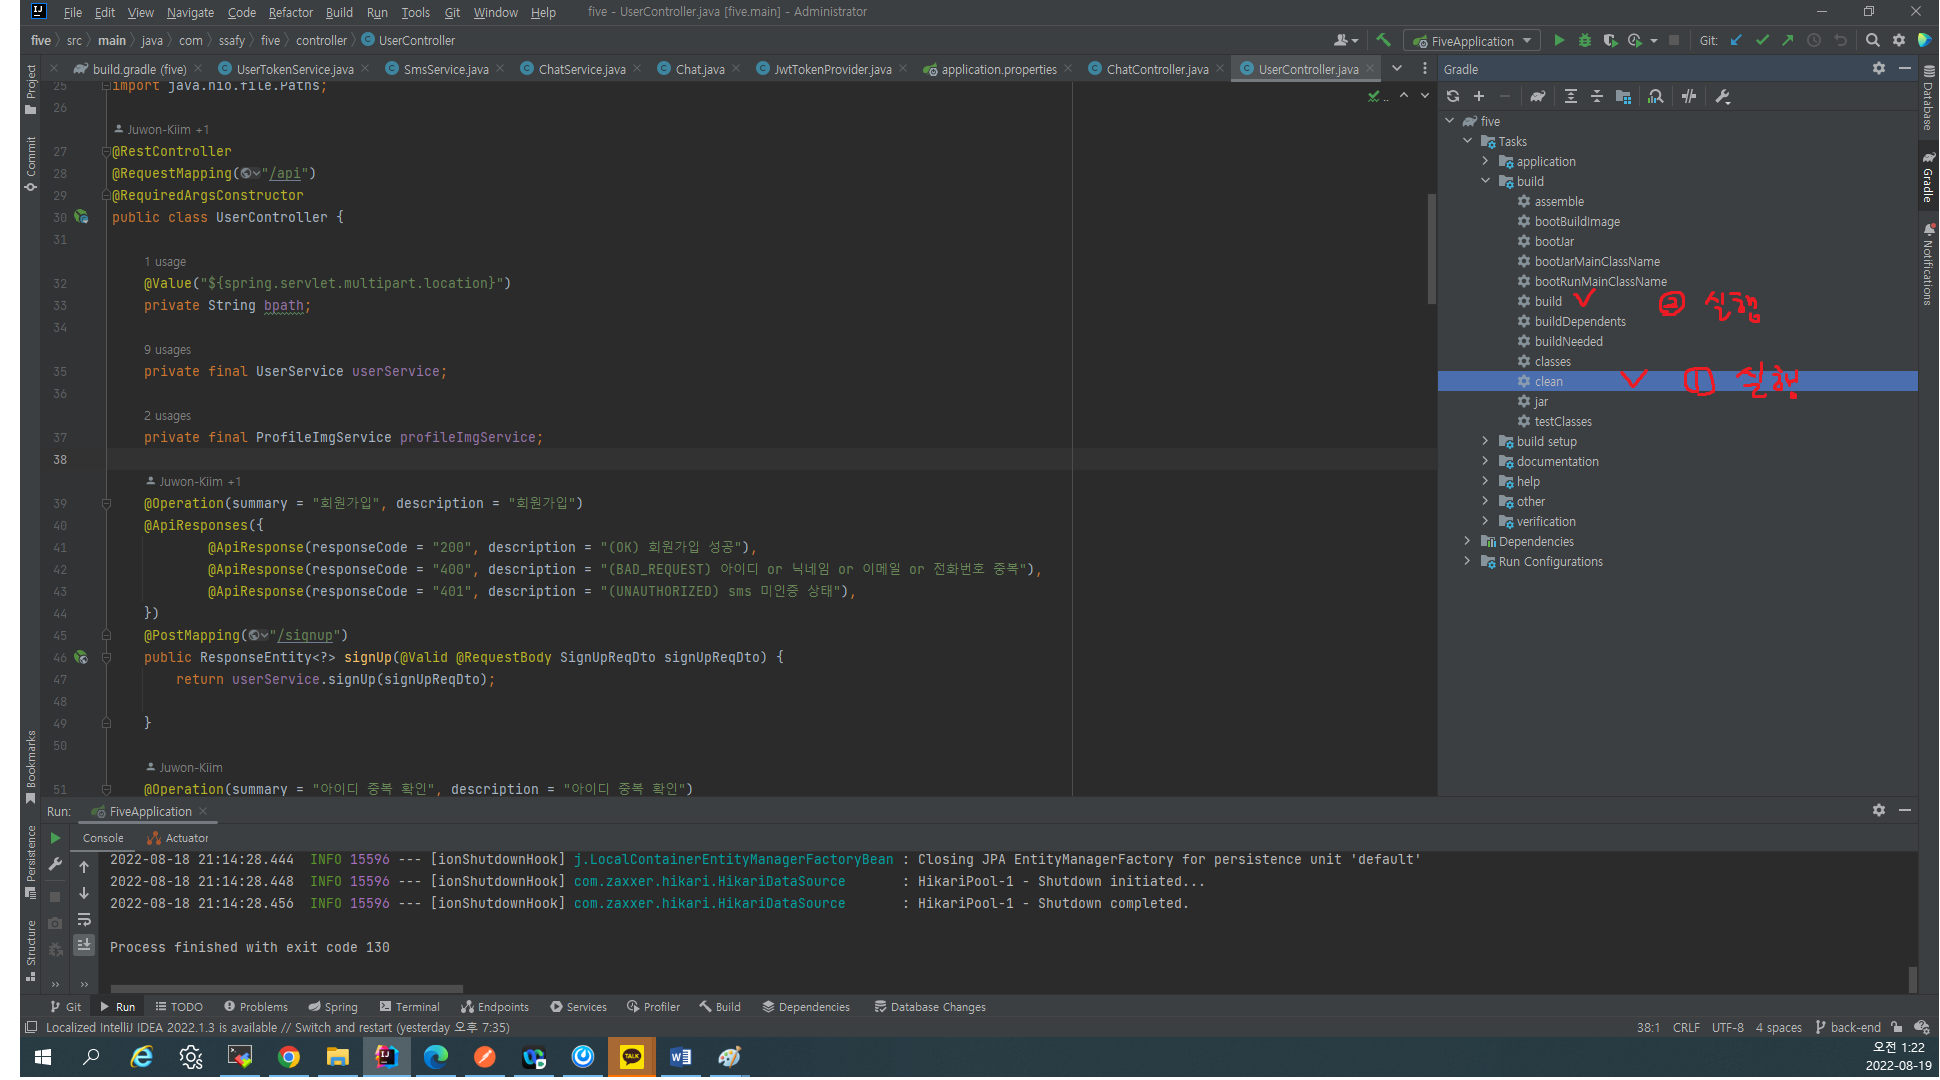 File Edit View Navigate Code Refactor Build Run Tools Git Window Help five - UserController.java [five.main] - Administrator
five src main java com ssafy five controller UserController FiveApplication Git:
build.gradle (five) UserTokenService.java SmsService.java ChatService.java Chat.java JwtTokenProvider.java application.properties ChatController.java UserController.java
Project
Commit
Bookmarks
Persistence
Structure
25 import java.nio.file.Paths;
26
Juwon-Kiim +1
27 @RestController
28 @RequestMapping("/api")
29 @RequiredArgsConstructor
30 public class UserController {
31
1 usage
32 @Value("${spring.servlet.multipart.location}")
33 private String bpath;
34
9 usages
35 private final UserService userService;
36
2 usages
37 private final ProfileImgService profileImgService;
38
Juwon-Kiim +1
39 @Operation(summary = "회원가입", description = "회원가입")
40 @ApiResponses({
41 @ApiResponse(responseCode = "200", description = "(OK) 회원가입 성공"),
42 @ApiResponse(responseCode = "400", description = "(BAD_REQUEST) 아이디 or 닉네임 or 이메일 or 전화번호 중복"),
43 @ApiResponse(responseCode = "401", description = "(UNAUTHORIZED) sms 미인증 상태"),
44 })
45 @PostMapping("/signup")
46 public ResponseEntity<?> signUp(@Valid @RequestBody SignUpReqDto signUpReqDto) {
47 return userService.signUp(signUpReqDto);
48
49 }
50
Juwon-Kiim
51 @Operation(summary = "아이디 중복 확인", description = "아이디 중복 확인")
Gradle
five
Tasks
application
build
assemble
bootBuildImage
bootJar
bootJarMainClassName
bootRunMainClassName
build ② 실행
buildDependents
buildNeeded
classes
clean ① 실행
jar
testClasses
build setup
documentation
help
other
verification
Dependencies
Run Configurations
Database
Gradle
Notifications
Run: FiveApplication
Console Actuator
2022-08-18 21:14:28.444 INFO 15596 --- [ionShutdownHook] j.LocalContainerEntityManagerFactoryBean : Closing JPA EntityManagerFactory for persistence unit 'default'
2022-08-18 21:14:28.448 INFO 15596 --- [ionShutdownHook] com.zaxxer.hikari.HikariDataSource : HikariPool-1 - Shutdown initiated...
2022-08-18 21:14:28.456 INFO 15596 --- [ionShutdownHook] com.zaxxer.hikari.HikariDataSource : HikariPool-1 - Shutdown completed.
Process finished with exit code 130
Git Run TODO Problems Spring Terminal Endpoints Services Profiler Build Dependencies Database Changes
Localized IntelliJ IDEA 2022.1.3 is available // Switch and restart (yesterday 오후 7:35) 38:1 CRLF UTF-8 4 spaces back-end
TALK
오전 1:22
2022-08-19